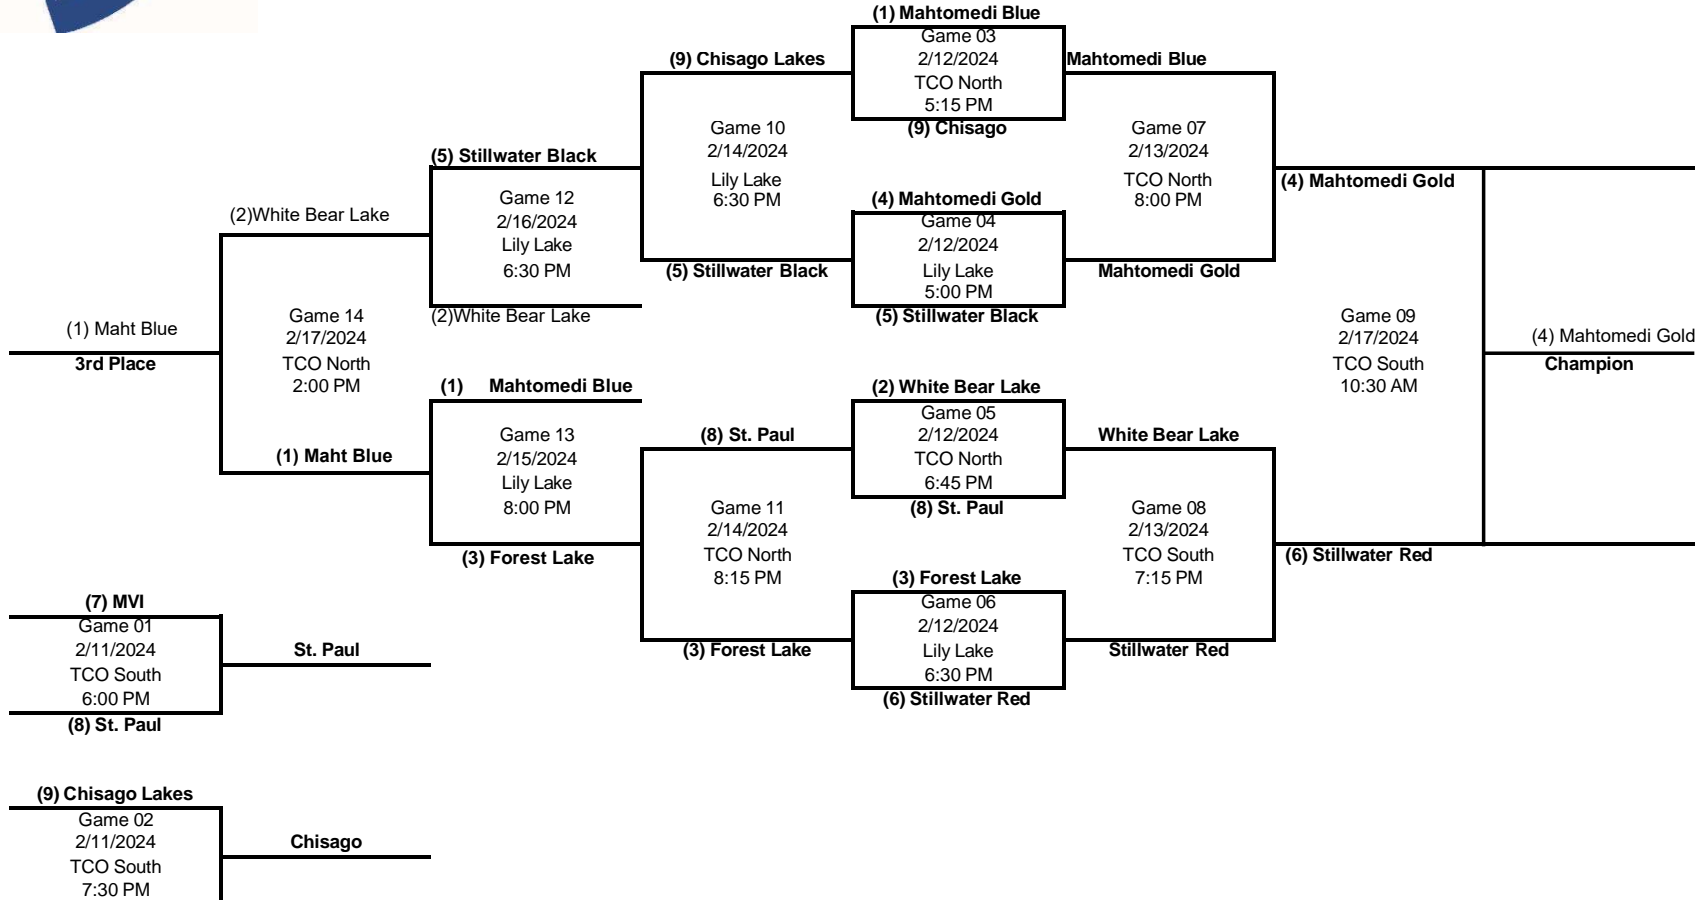 (1) Mahtomedi Blue
Game 03
2/12/2024
TCO North
5:15 PM
(9) Chisago
(9) Chisago Lakes
Mahtomedi Blue
Game 10
2/14/2024
Lily Lake
6:30 PM
Game 07
2/13/2024
TCO North
8:00 PM
(5) Stillwater Black
Game 12
2/16/2024
Lily Lake
6:30 PM
(2)White Bear Lake
(4) Mahtomedi Gold
Game 04
2/12/2024
Lily Lake
5:00 PM
(5) Stillwater Black
(4) Mahtomedi Gold
(2)White Bear Lake
(5) Stillwater Black
Mahtomedi Gold
(1) Maht Blue
3rd Place
Game 14
2/17/2024
TCO North
2:00 PM
Game 09
2/17/2024
TCO South
10:30 AM
(4) Mahtomedi Gold
Champion
(1) Mahtomedi Blue
Game 13
2/15/2024
Lily Lake
8:00 PM
(3) Forest Lake
(1) Maht Blue
(2) White Bear Lake
Game 05
2/12/2024
TCO North
6:45 PM
(8) St. Paul
(8) St. Paul
White Bear Lake
Game 11
2/14/2024
TCO North
8:15 PM
Game 08
2/13/2024
TCO South
7:15 PM
(6) Stillwater Red
(3) Forest Lake
Game 06
2/12/2024
Lily Lake
6:30 PM
(6) Stillwater Red
(3) Forest Lake
Stillwater Red
(7) MVI
Game 01
2/11/2024
TCO South
6:00 PM
(8) St. Paul
St. Paul
(9) Chisago Lakes
Game 02
2/11/2024
TCO South
7:30 PM
Chisago